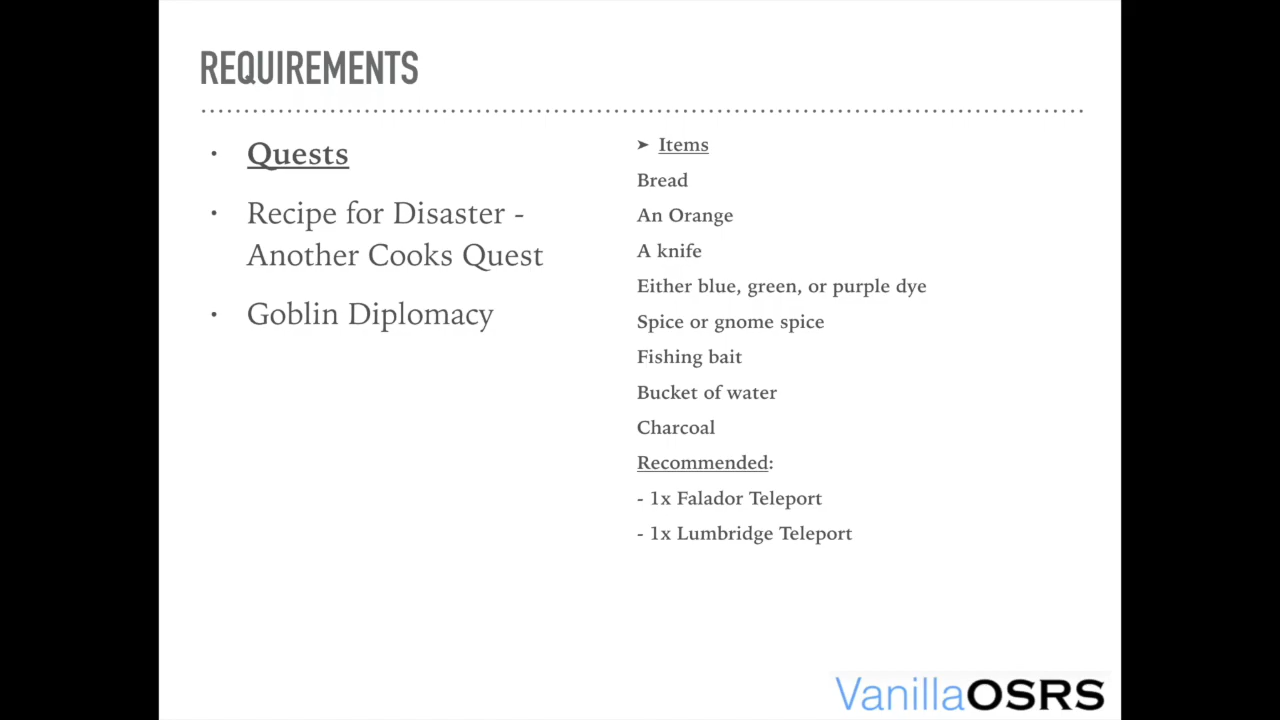 REQUIREMENTS
• Quests
• Recipe for Disaster -
Another Cooks Quest
• Goblin Diplomacy
➤ Items
Bread
An Orange
A knife
Either blue, green, or purple dye
Spice or gnome spice
Fishing bait
Bucket of water
Charcoal
Recommended:
- 1x Falador Teleport
- 1x Lumbridge Teleport
VanillaOSRS